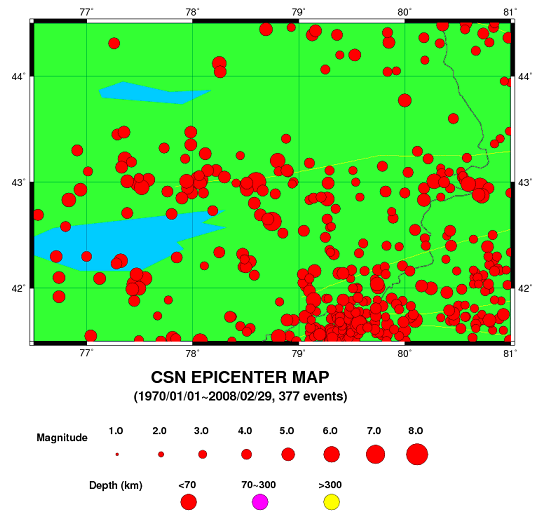 77° 78° 79° 80° 81°
44° 44°
43° 43°
42° 42°
77° 78° 79° 80° 81°
CSN EPICENTER MAP
(1970/01/01~2008/02/29, 377 events)
Magnitude 1.0 2.0 3.0 4.0 5.0 6.0 7.0 8.0
Depth (km) <70 70~300 >300